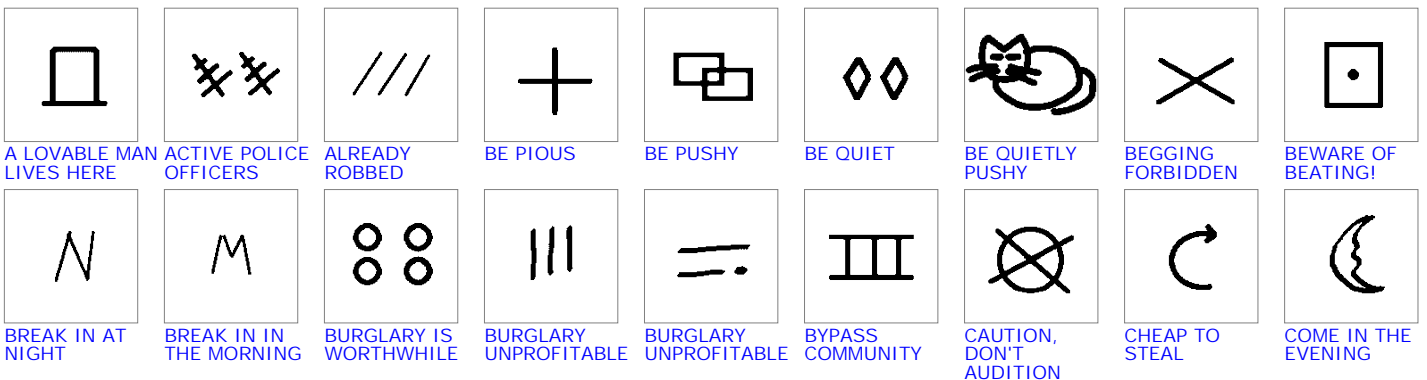 A LOVABLE MAN
LIVES HERE
ACTIVE POLICE
OFFICERS
ALREADY
ROBBED
BE PIOUS
BE PUSHY
BE QUIET
BE QUIETLY
PUSHY
BEGGING
FORBIDDEN
BEWARE OF
BEATING!
BREAK IN AT
NIGHT
BREAK IN IN
THE MORNING
BURGLARY IS
WORTHWHILE
BURGLARY
UNPROFITABLE
BURGLARY
UNPROFITABLE
BYPASS
COMMUNITY
CAUTION,
DON'T
AUDITION
CHEAP TO
STEAL
COME IN THE
EVENING